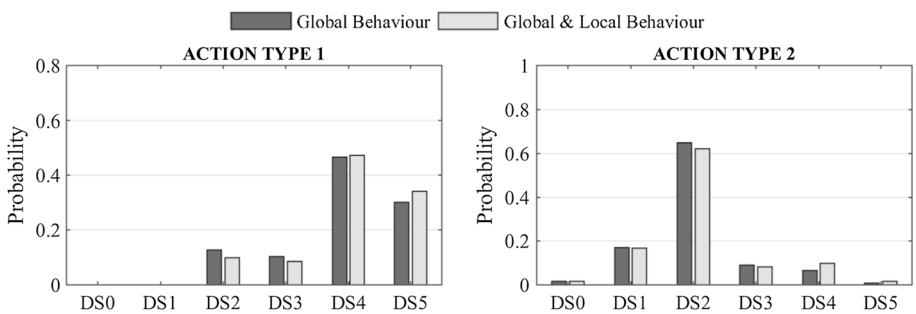 Global Behaviour Global & Local Behaviour
ACTION TYPE 1
0.8
0.6
0.4
0.2
0
Probability
DS0 DS1 DS2 DS3 DS4 DS5
ACTION TYPE 2
1
0.8
0.6
0.4
0.2
0
Probability
DS0 DS1 DS2 DS3 DS4 DS5